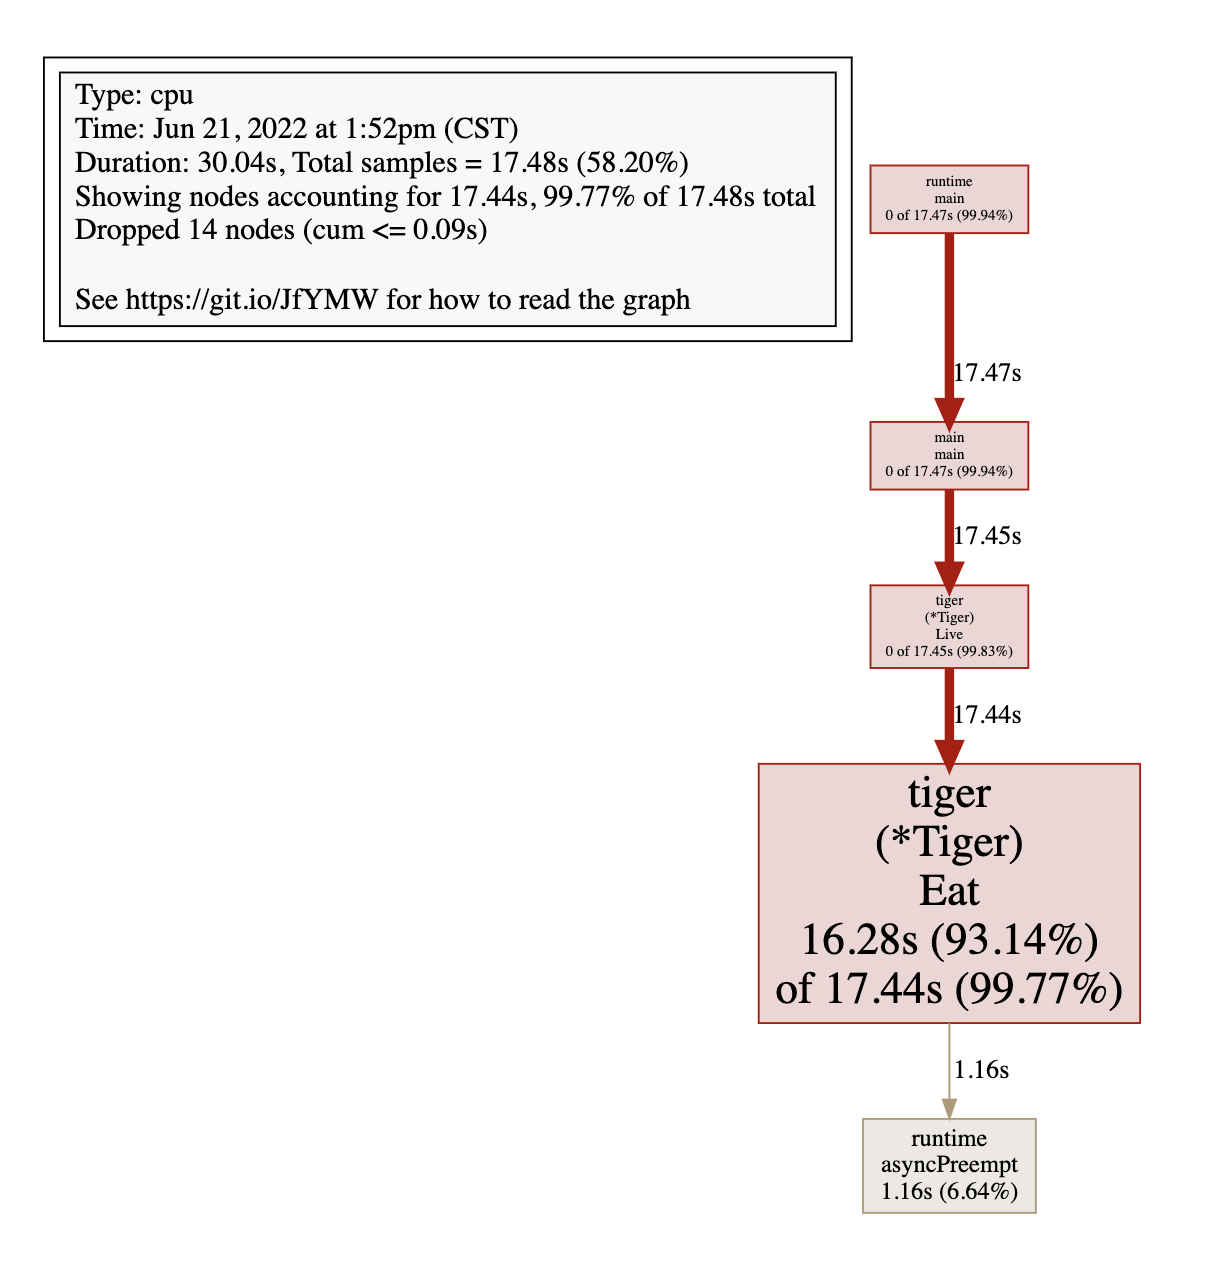 Type: cpu
Time: Jun 21, 2022 at 1:52pm (CST)
Duration: 30.04s, Total samples = 17.48s (58.20%)
Showing nodes accounting for 17.44s, 99.77% of 17.48s total
Dropped 14 nodes (cum <= 0.09s)
See https://git.io/JfYMW for how to read the graph
runtime
main
0 of 17.47s (99.94%)
17.47s
main
main
0 of 17.47s (99.94%)
17.45s
tiger
(*Tiger)
Live
0 of 17.45s (99.83%)
17.44s
tiger
(*Tiger)
Eat
16.28s (93.14%)
of 17.44s (99.77%)
1.16s
runtime
asyncPreempt
1.16s (6.64%)